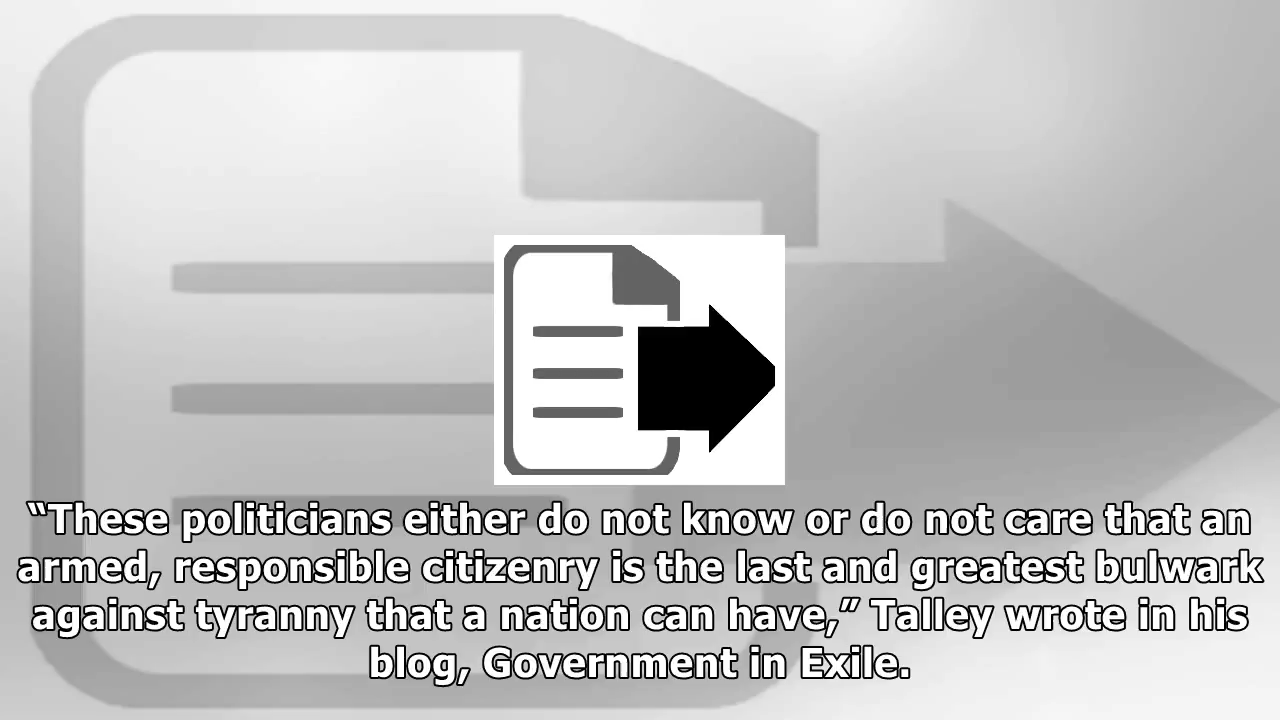 “These politicians either do not know or do not care that an
armed, responsible citizenry is the last and greatest bulwark
against tyranny that a nation can have,” Talley wrote in his
blog, Government in Exile.